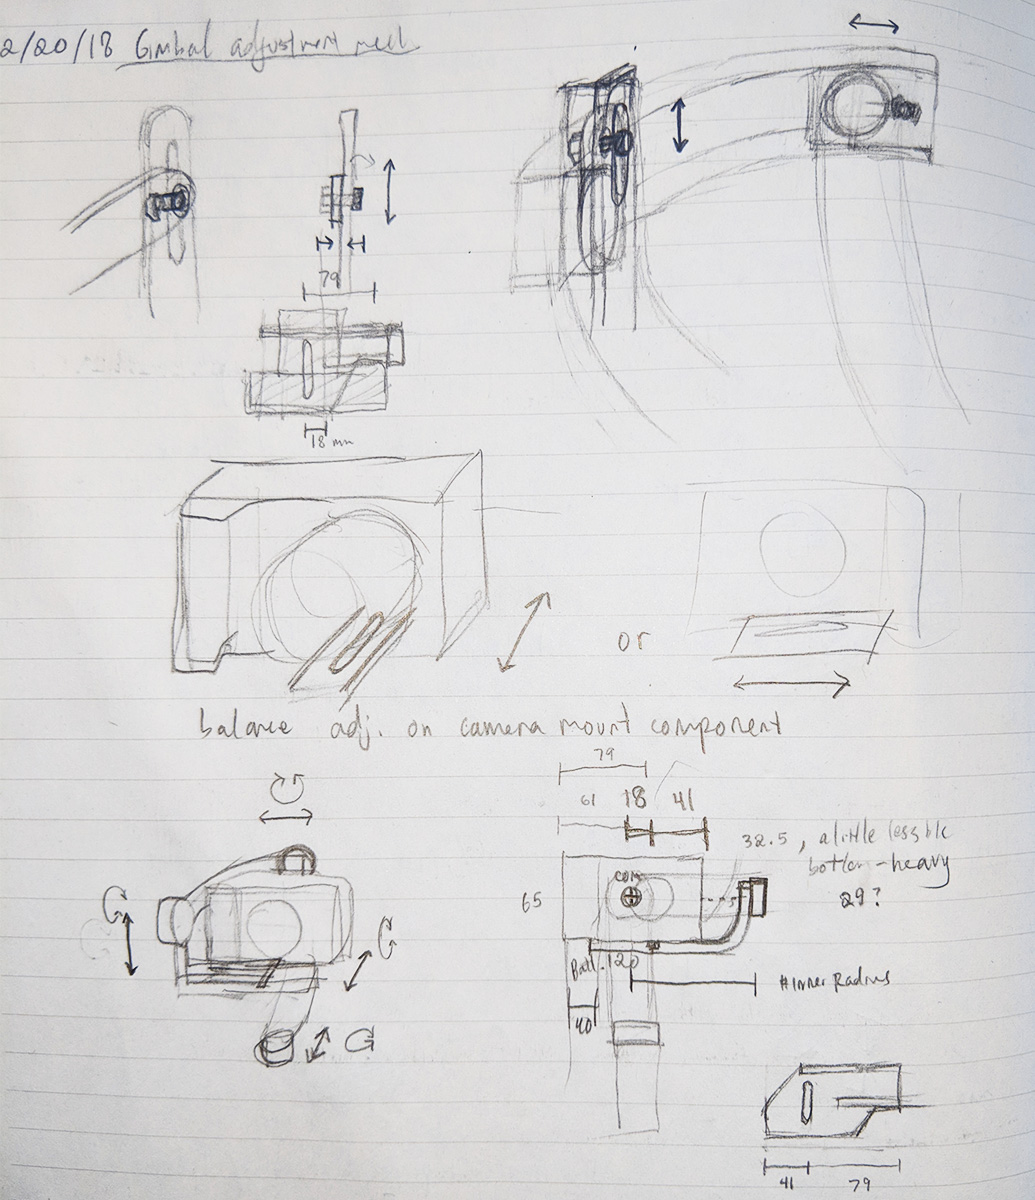 2/20/18 Gimbal adjustment mech
79
18 mm
or
balance adj. on camera mount component
79
61 18 41
32.5, a little less b/c
bottom-heavy
29?
COM
65
Batt. 120
#Inner Radius
40
41 79